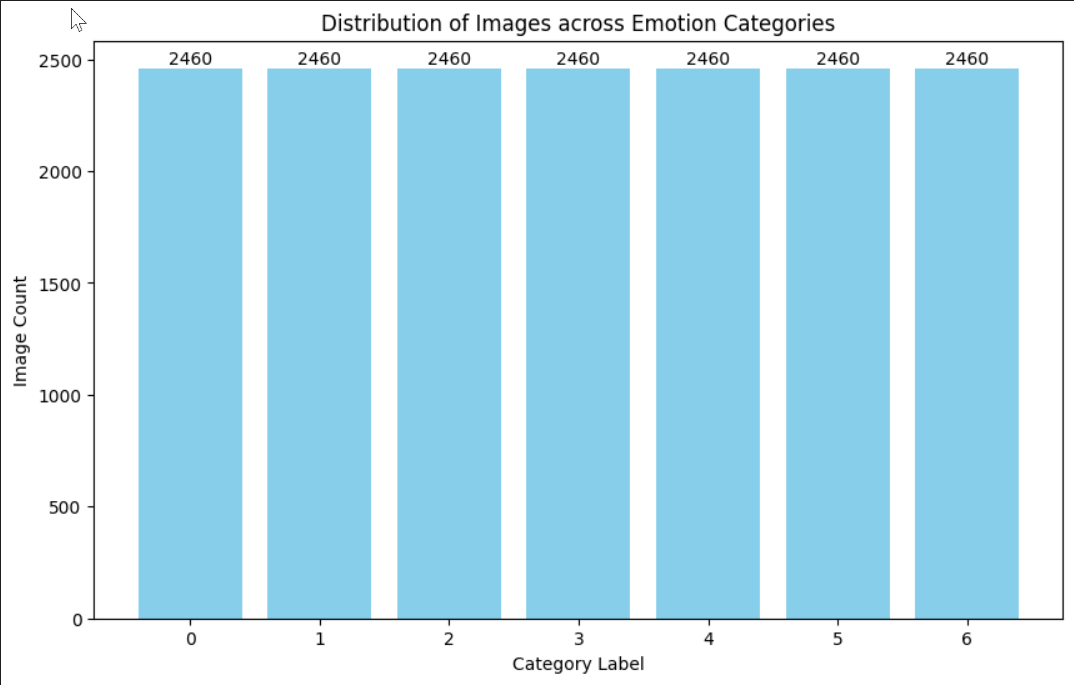 Distribution of Images across Emotion Categories
2460 2460 2460 2460 2460 2460 2460
2500
2000
1500
1000
500
0
Image Count
0 1 2 3 4 5 6
Category Label